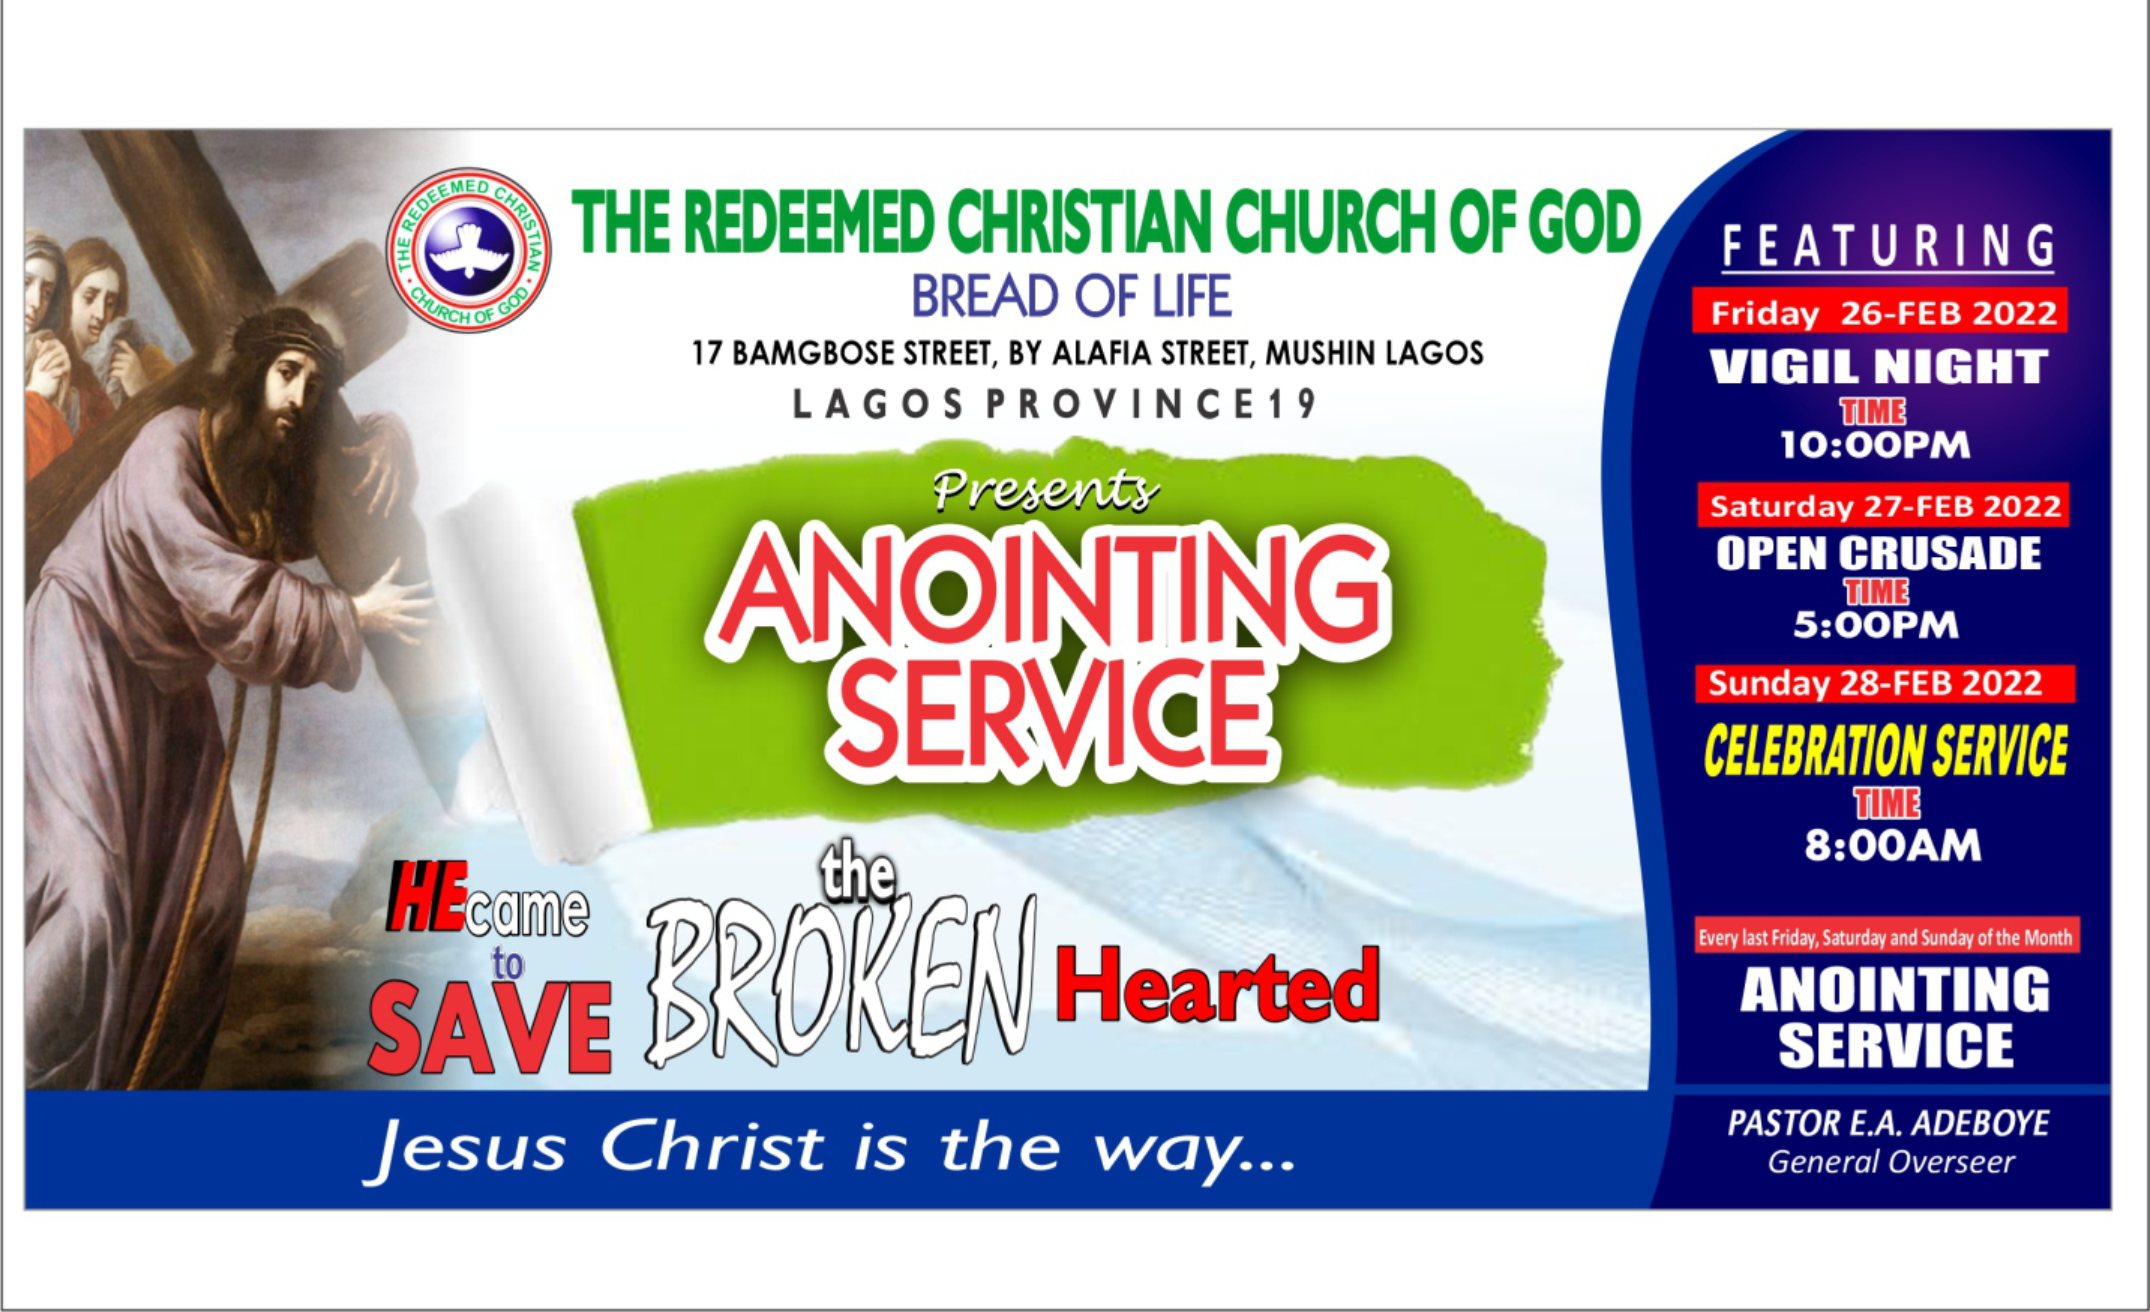 THE REDEEMED CHRISTIAN
• CHURCH OF GOD •
THE REDEEMED CHRISTIAN CHURCH OF GOD
BREAD OF LIFE
17 BAMGBOSE STREET, BY ALAFIA STREET, MUSHIN LAGOS
LAGOS PROVINCE19
Presents
ANOINTING
SERVICE
HE came
to
SAVE
the
BROKEN
Hearted
Jesus Christ is the way...
FEATURING
Friday 26-FEB 2022
VIGIL NIGHT
TIME
10:00PM
Saturday 27-FEB 2022
OPEN CRUSADE
TIME
5:00PM
Sunday 28-FEB 2022
CELEBRATION SERVICE
TIME
8:00AM
Every last Friday, Saturday and Sunday of the Month
ANOINTING
SERVICE
PASTOR E.A. ADEBOYE
General Overseer